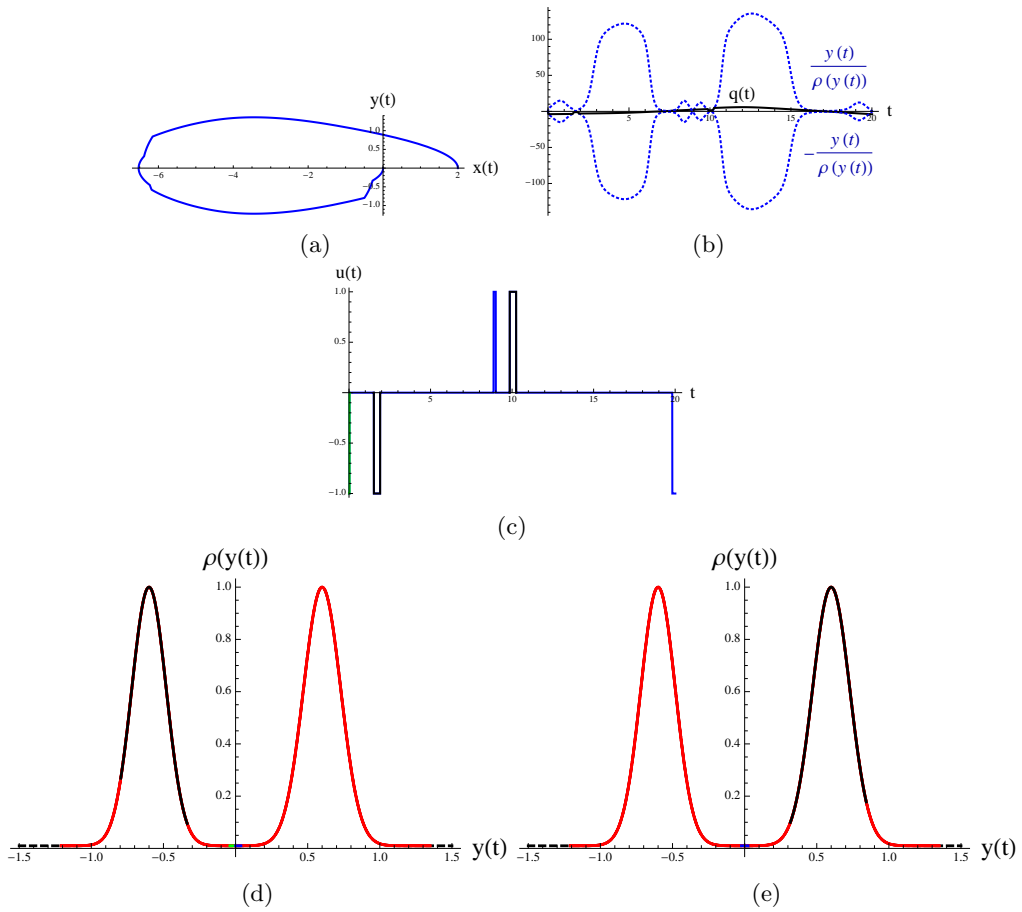 y(t)
1.0
0.5
-6
-4
-2
2
x(t)
-0.5
-1.0
(a)
100
50
-50
-100
5
10
15
20
t
q(t)
y (t)
ρ (y (t))
− y (t)
ρ (y (t))
(b)
u(t)
1.0
0.5
-0.5
-1.0
5
10
15
20
t
(c)
ρ(y(t))
1.0
0.8
0.6
0.4
0.2
-1.5
-1.0
-0.5
0.5
1.0
1.5
y(t)
(d)
ρ(y(t))
1.0
0.8
0.6
0.4
0.2
-1.5
-1.0
-0.5
0.5
1.0
1.5
y(t)
(e)